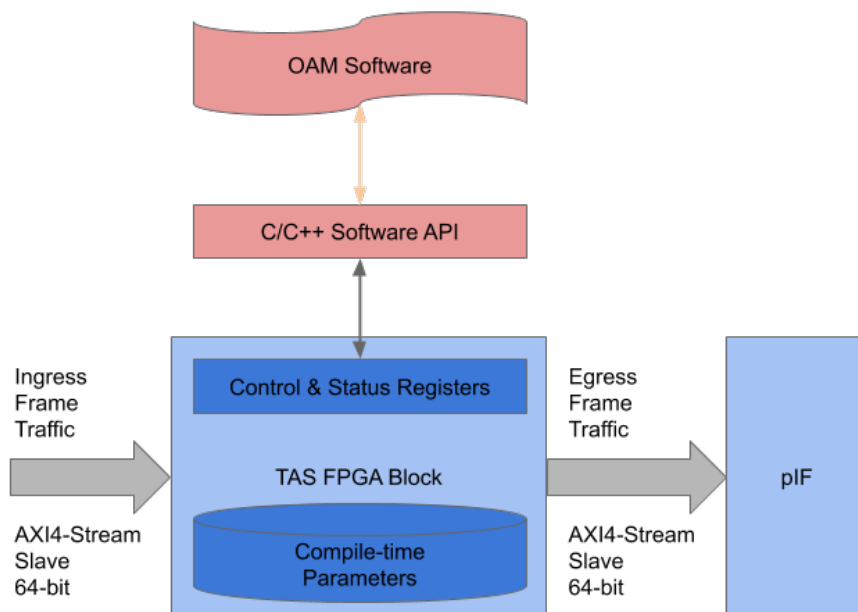 OAM Software
C/C++ Software API
Ingress
Frame
Traffic
Control & Status Registers
Egress
Frame
Traffic
TAS FPGA Block
pIF
AXI4-Stream
Slave
64-bit
Compile-time
Parameters
AXI4-Stream
Slave
64-bit